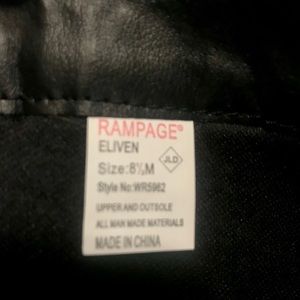 RAMPAGE®
ELIVEN
JLD
Size: 8½M
Style No:WR5962
UPPER AND OUTSOLE
ALL MAN MADE MATERIALS
MADE IN CHINA